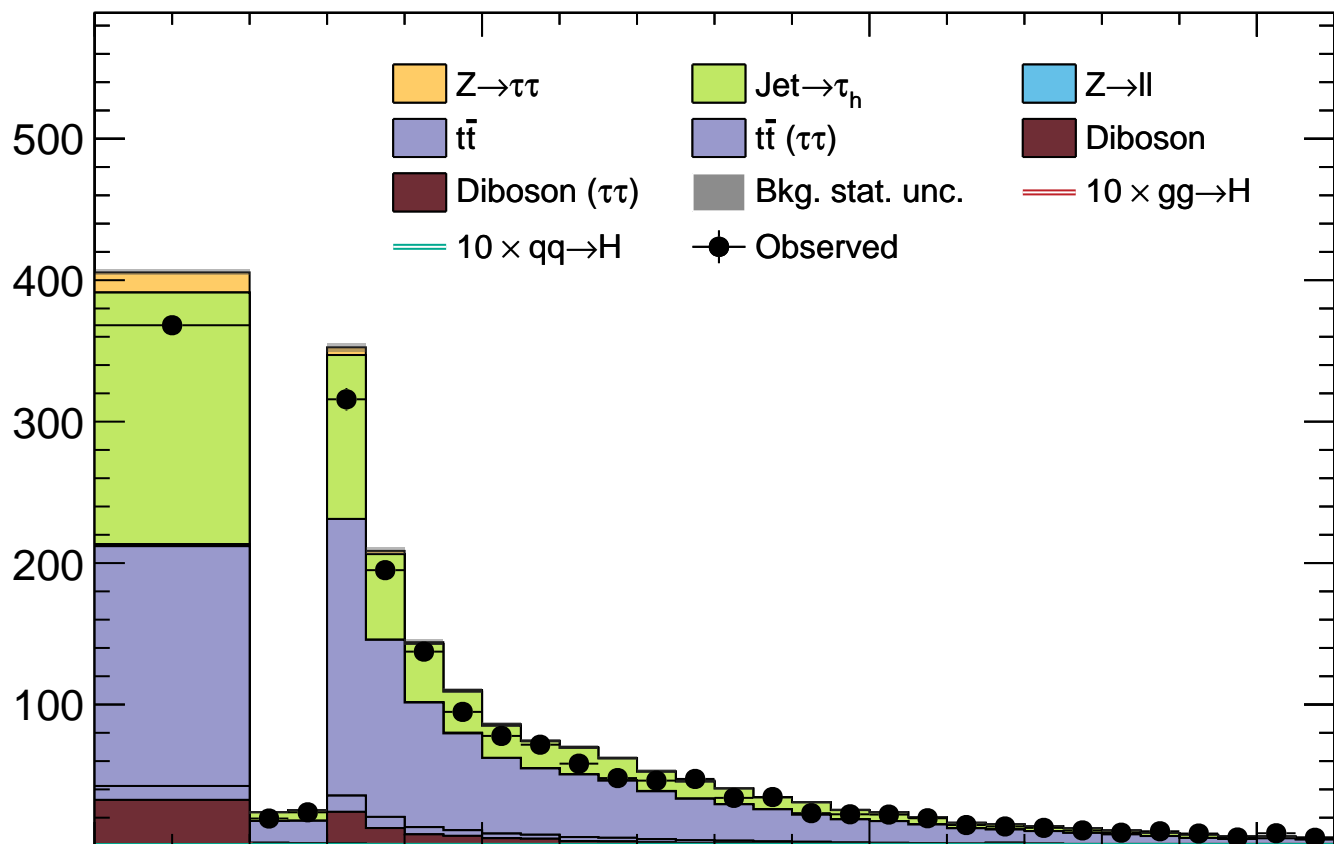 Z→ττ Jet→τh Z→ll
tt̄ tt̄ (ττ) Diboson
Diboson (ττ) Bkg. stat. unc. 10 × gg→H
10 × qq→H Observed
500
400
300
200
100